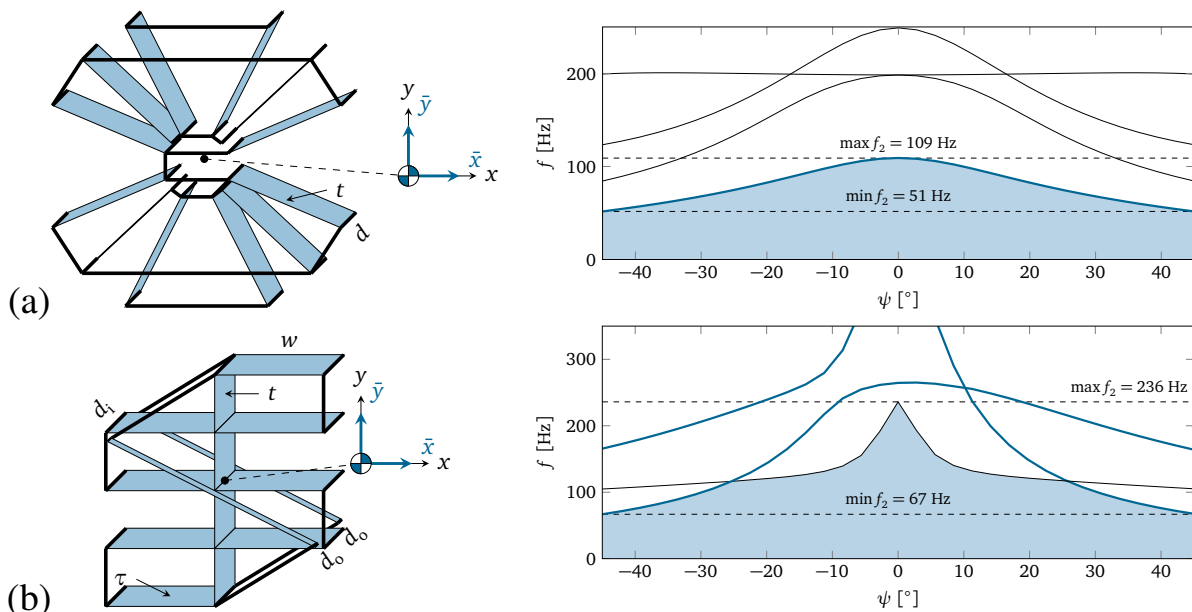 (a)
t
d
y
ȳ
x̄
x
f [Hz]
200
100
0
max f₂ = 109 Hz
min f₂ = 51 Hz
−40 −30 −20 −10 0 10 20 30 40
ψ [°]
(b)
w
t
dᵢ
dₒ
dₒ
τ
y
ȳ
x̄
x
f [Hz]
300
200
100
0
max f₂ = 236 Hz
min f₂ = 67 Hz
−40 −30 −20 −10 0 10 20 30 40
ψ [°]